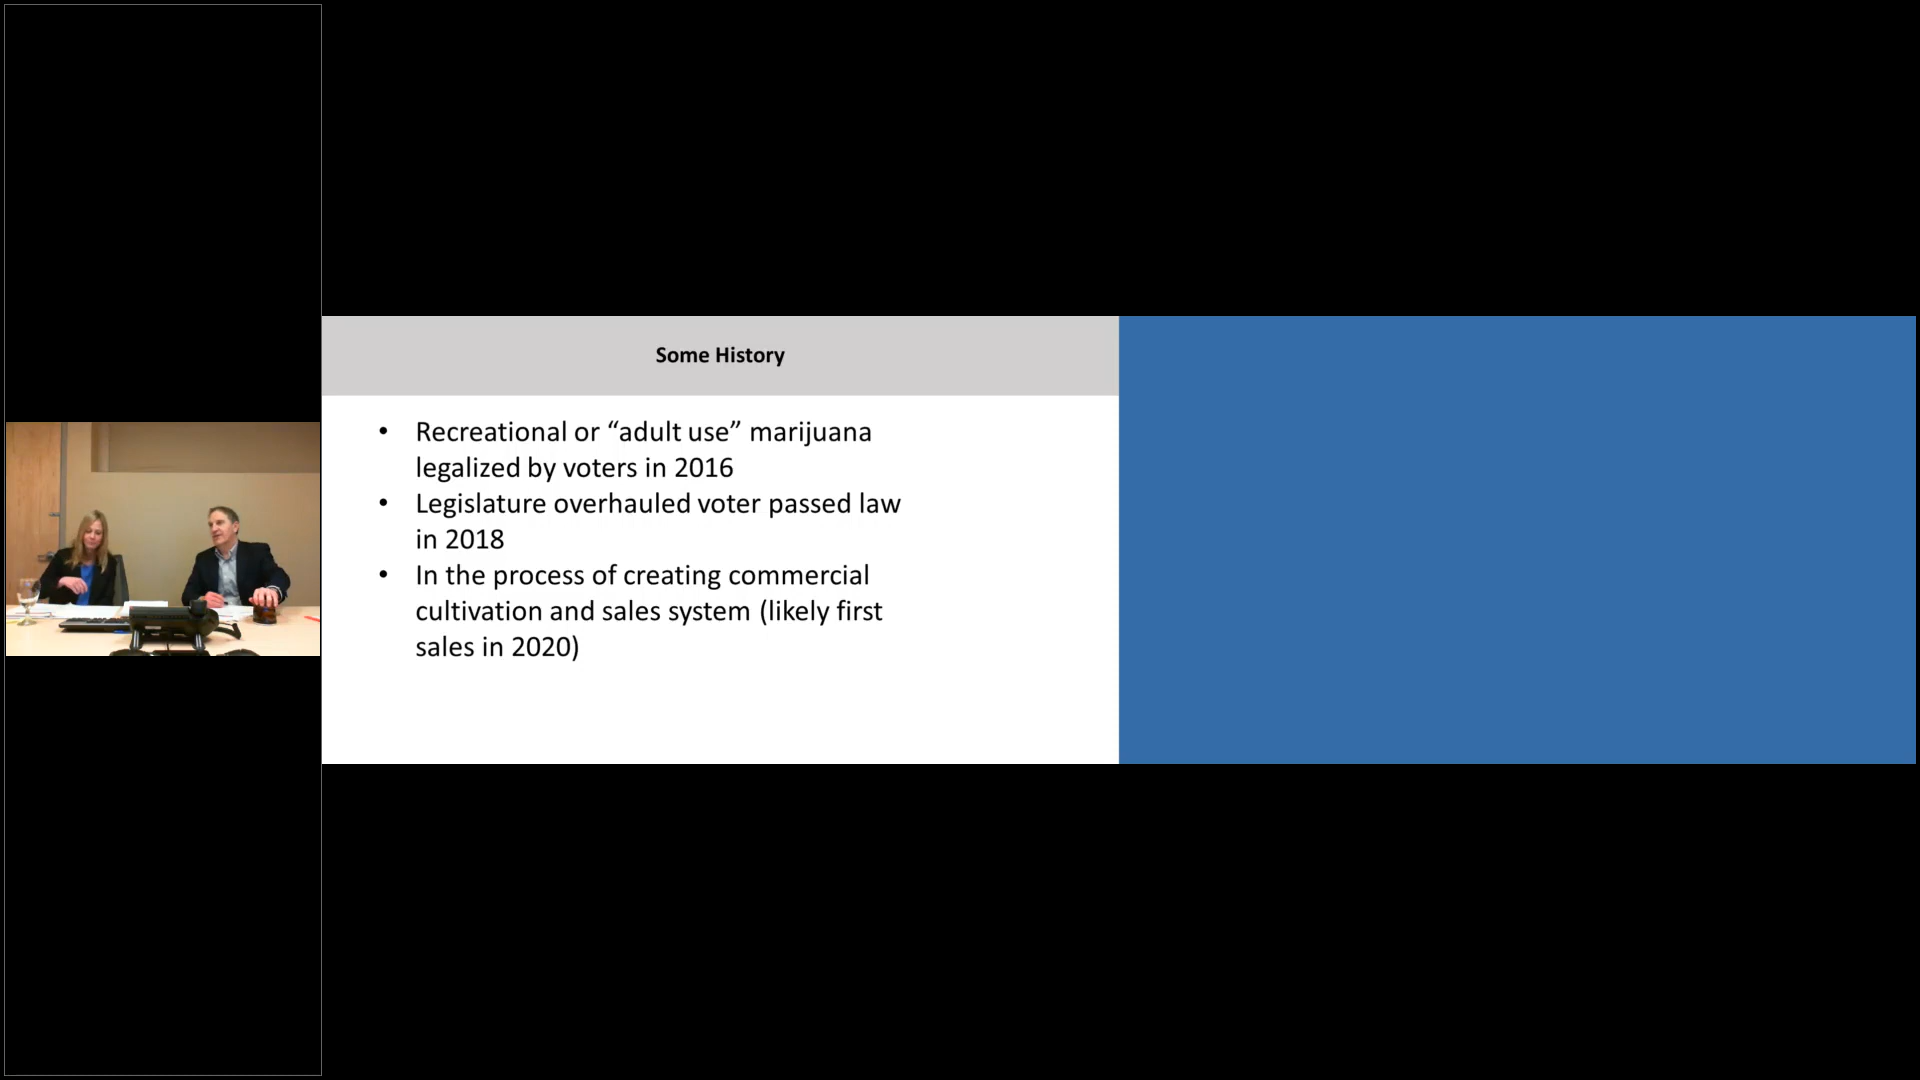 Some History
• Recreational or “adult use” marijuana
legalized by voters in 2016
• Legislature overhauled voter passed law
in 2018
• In the process of creating commercial
cultivation and sales system (likely first
sales in 2020)